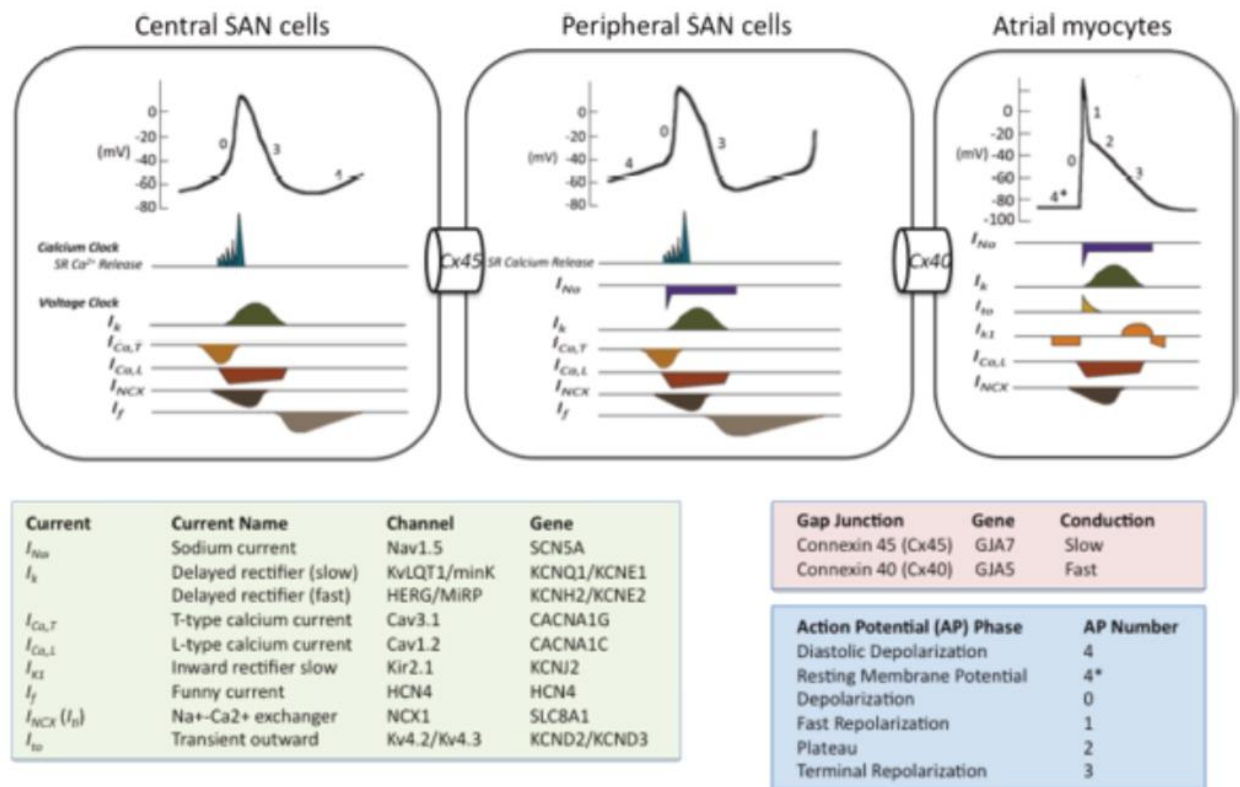 Central SAN cells
Peripheral SAN cells
Atrial myocytes
0
-20
(mV) -40
-60
-80
0
3
4
Calcium Clock
SR Ca²⁺ Release
Voltage Clock
Ik
ICa,T
ICa,L
INCX
If
Cx45
0
-20
(mV) -40
-60
-80
4
0
3
SR Calcium Release
INa
Ik
ICa,T
ICa,L
INCX
If
Cx40
0
-20
(mV) -40
-60
-80
-100
4*
0
1
2
3
INa
Ik
Ito
Ik1
ICa,L
INCX
Current Current Name Channel Gene
INa Sodium current Nav1.5 SCN5A
Ik Delayed rectifier (slow) KvLQT1/minK KCNQ1/KCNE1
Delayed rectifier (fast) HERG/MiRP KCNH2/KCNE2
ICa,T T-type calcium current Cav3.1 CACNA1G
ICa,L L-type calcium current Cav1.2 CACNA1C
IK1 Inward rectifier slow Kir2.1 KCNJ2
If Funny current HCN4 HCN4
INCX (Iti) Na+-Ca2+ exchanger NCX1 SLC8A1
Ito Transient outward Kv4.2/Kv4.3 KCND2/KCND3
Gap Junction Gene Conduction
Connexin 45 (Cx45) GJA7 Slow
Connexin 40 (Cx40) GJA5 Fast
Action Potential (AP) Phase AP Number
Diastolic Depolarization 4
Resting Membrane Potential 4*
Depolarization 0
Fast Repolarization 1
Plateau 2
Terminal Repolarization 3